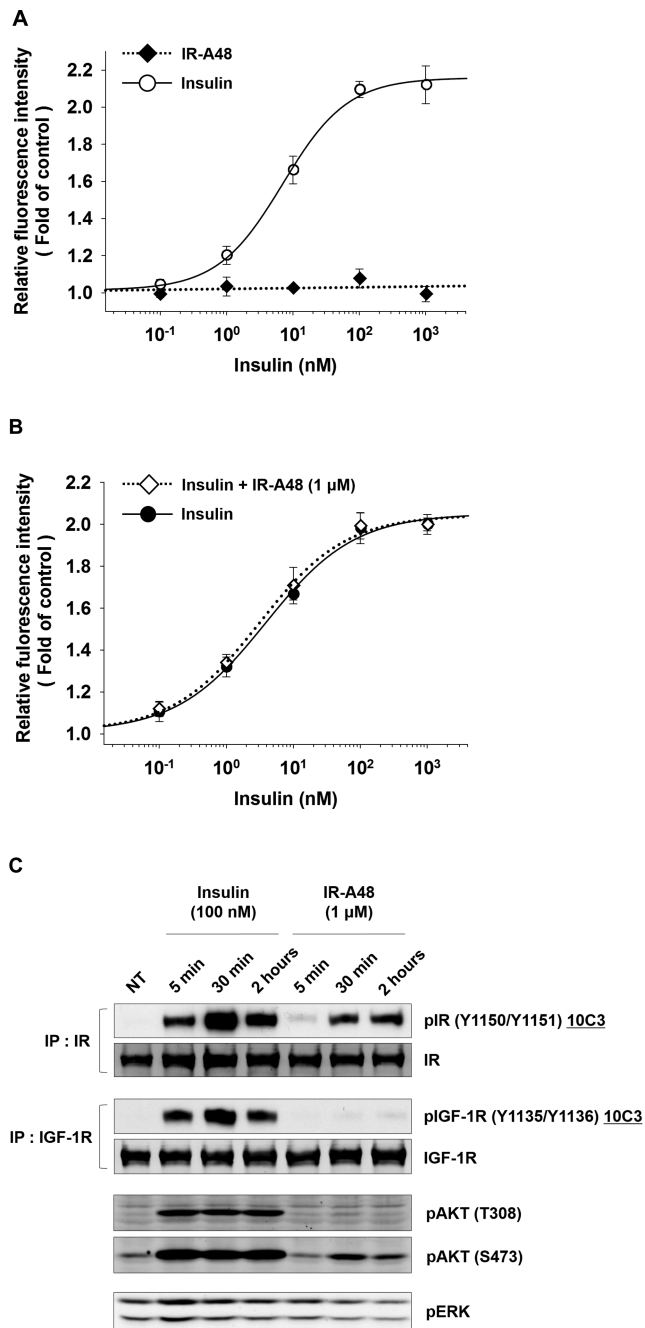 A
Relative fluorescence intensity
( Fold of control )
IR-A48
Insulin
2.2
2.0
1.6
1.4
1.2
1.0
10⁻¹ 10⁰ 10¹ 10² 10³
Insulin (nM)
B
Relative fulorescence intensity
( Fold of control )
Insulin + IR-A48 (1 µM)
Insulin
2.2
2.0
1.8
1.6
1.4
1.2
1.0
10⁻¹ 10⁰ 10¹ 10² 10³
Insulin (nM)
C
Insulin
(100 nM)
IR-A48
(1 µM)
NT 5 min 30 min 2 hours 5 min 30 min 2 hours
IP : IR
pIR (Y1150/Y1151) 10C3
IR
IP : IGF-1R
pIGF-1R (Y1135/Y1136) 10C3
IGF-1R
pAKT (T308)
pAKT (S473)
pERK